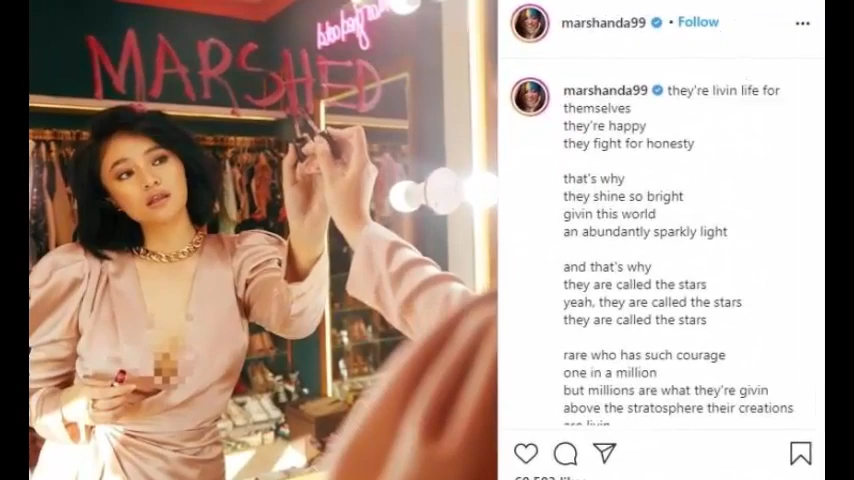 MARSHED
marshanda99 • Follow
marshanda99 they're livin life for
themselves
they're happy
they fight for honesty
that's why
they shine so bright
givin this world
an abundantly sparkly light
and that's why
they are called the stars
yeah, they are called the stars
they are called the stars
rare who has such courage
one in a million
but millions are what they're givin
above the stratosphere their creations
are livin